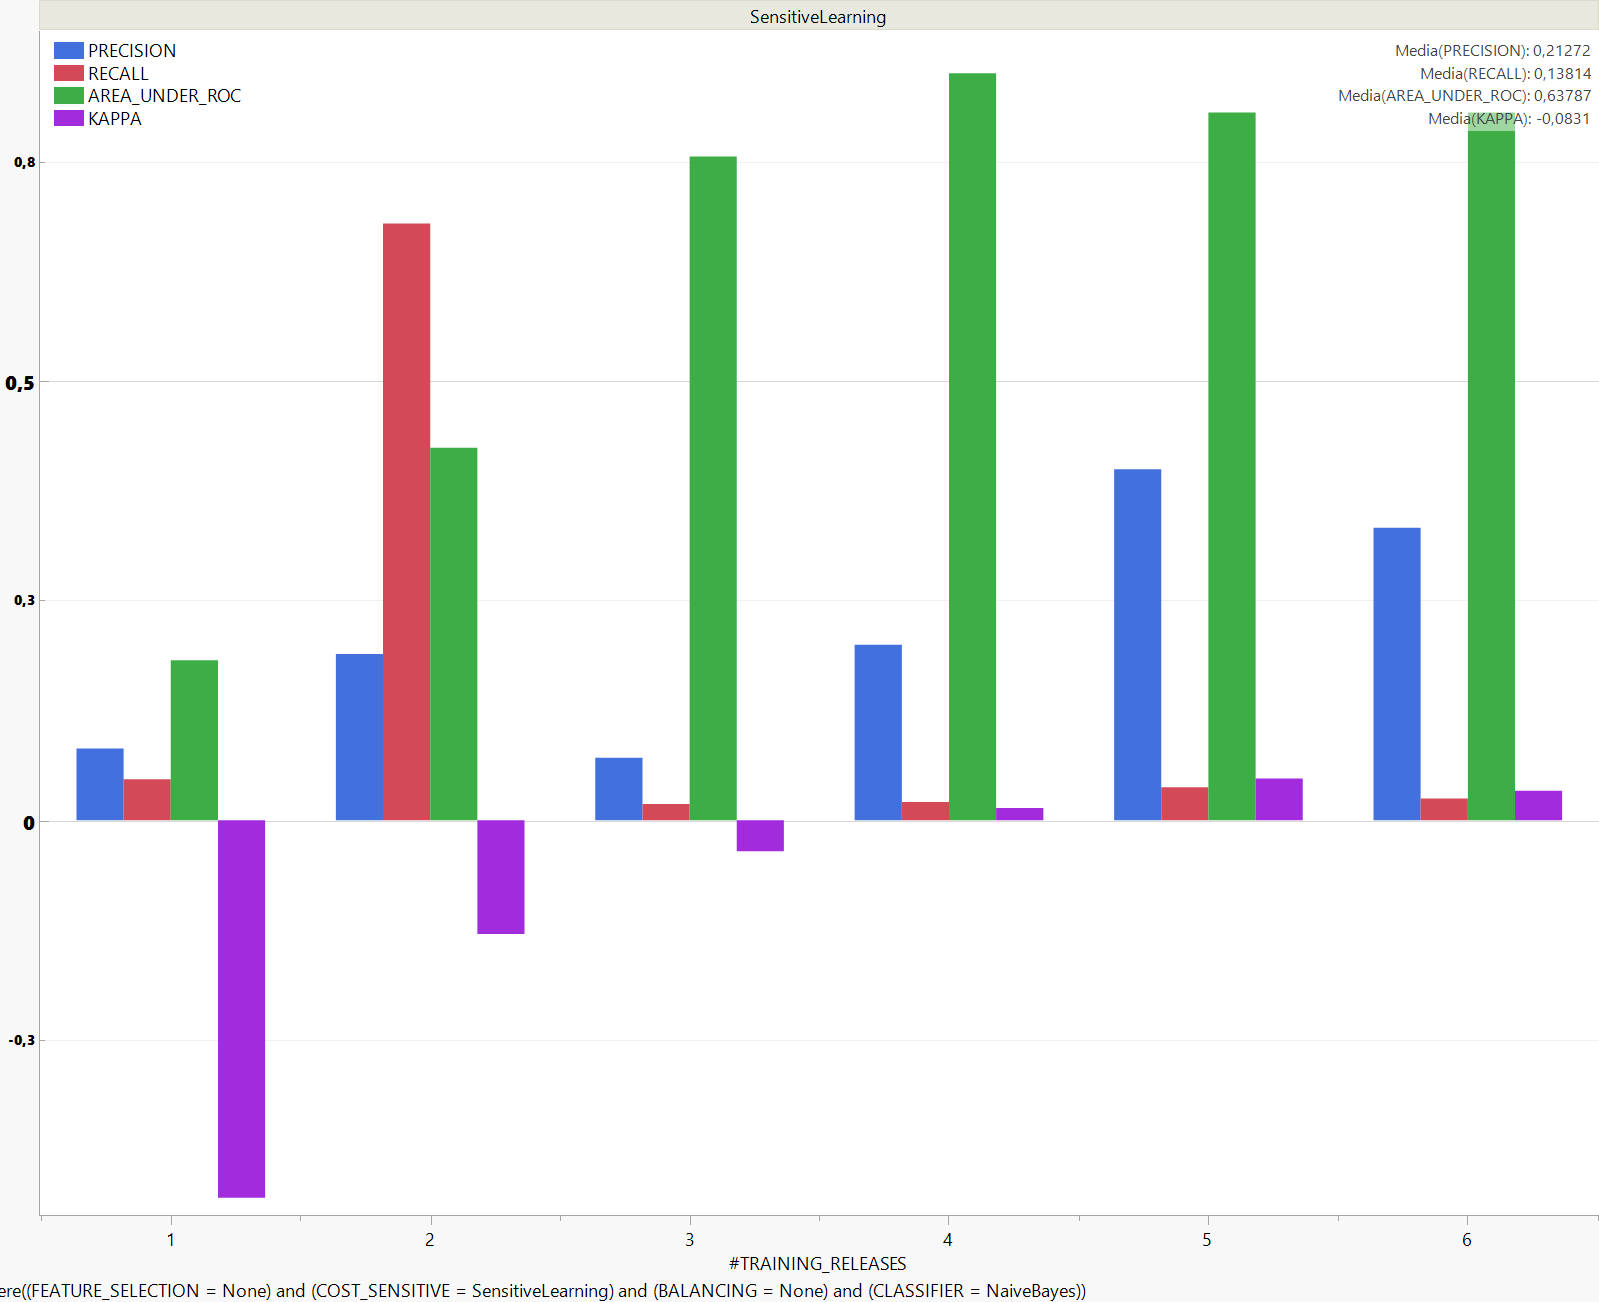 SensitiveLearning
PRECISION
RECALL
AREA_UNDER_ROC
KAPPA
Media(PRECISION): 0,21272
Media(RECALL): 0,13814
Media(AREA_UNDER_ROC): 0,63787
Media(KAPPA): -0,0831
0,8
0,5
0,3
0
-0,3
1 2 3 4 5 6
#TRAINING_RELEASES
ere((FEATURE_SELECTION = None) and (COST_SENSITIVE = SensitiveLearning) and (BALANCING = None) and (CLASSIFIER = NaiveBayes))